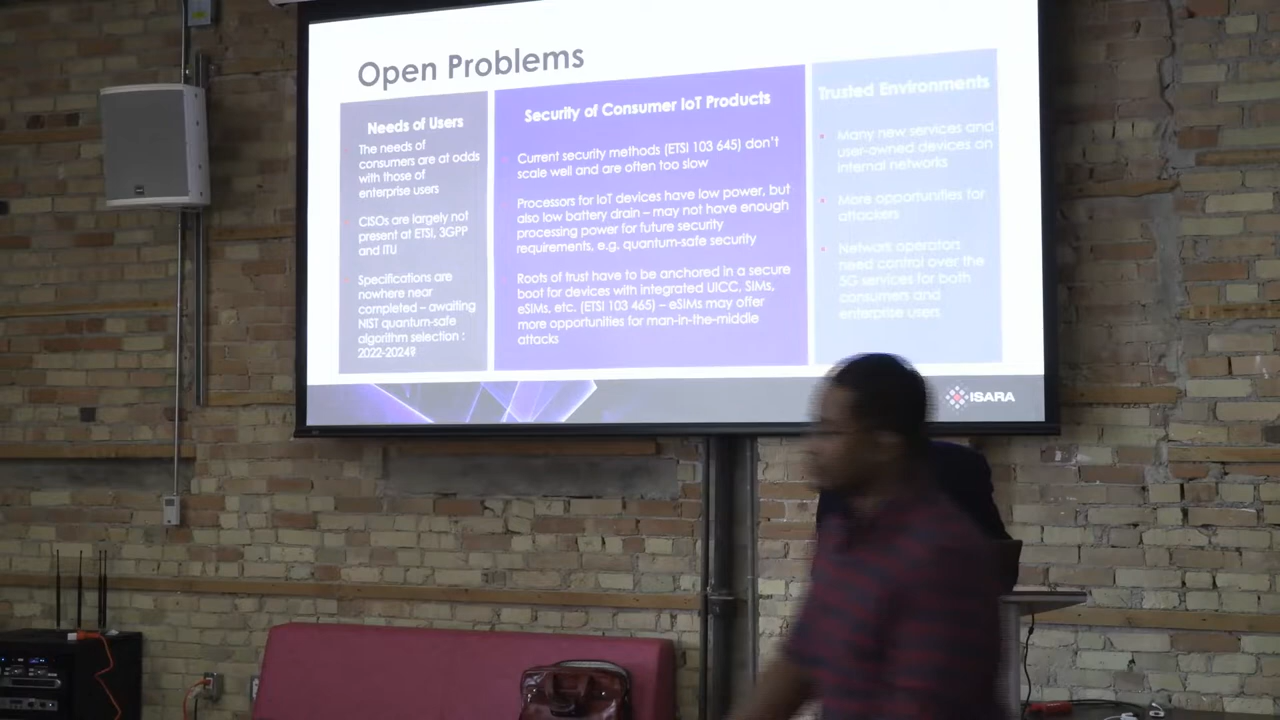 Open Problems
Needs of Users
The needs of
consumers are at odds
with those of
enterprise users
CISOs are largely not
present at ETSI, 3GPP
and ITU
Specifications are
nowhere near
completed – awaiting
NIST quantum-safe
algorithm selection :
2022-2024?
Security of Consumer IoT Products
Current security methods (ETSI 103 645) don't
scale well and are often too slow
Processors for IoT devices have low power, but
also low battery drain – may not have enough
processing power for future security
requirements, e.g. quantum-safe security
Roots of trust have to be anchored in a secure
boot for devices with integrated UICC, SIMs,
eSIMs, etc. (ETSI 103 465) – eSIMs may offer
more opportunities for man-in-the-middle
attacks
Trusted Environments
Many new services and
user-owned devices on
internal networks
More opportunities for
attackers
Network operators
need control over the
5G services for both
consumers and
enterprise users
ISARA